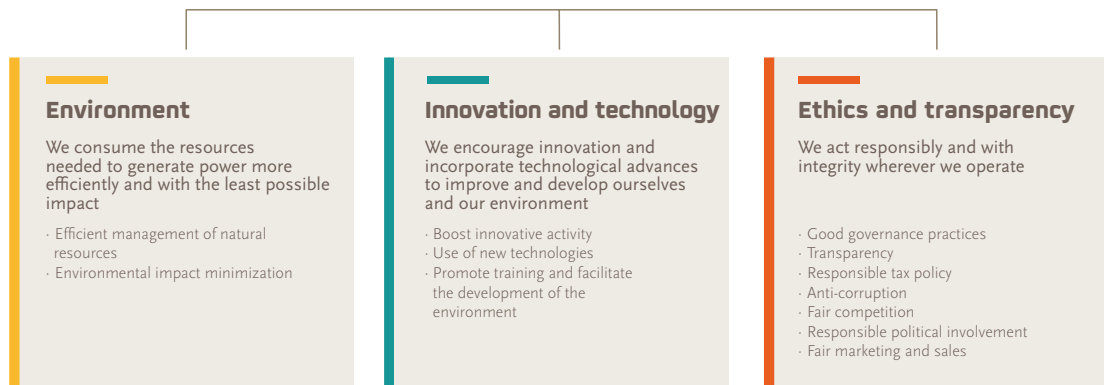 Environment
We consume the resources
needed to generate power more
efficiently and with the least possible
impact
· Efficient management of natural
resources
· Environmental impact minimization
Innovation and technology
We encourage innovation and
incorporate technological advances
to improve and develop ourselves
and our environment
· Boost innovative activity
· Use of new technologies
· Promote training and facilitate
the development of the
environment
Ethics and transparency
We act responsibly and with
integrity wherever we operate
· Good governance practices
· Transparency
· Responsible tax policy
· Anti-corruption
· Fair competition
· Responsible political involvement
· Fair marketing and sales